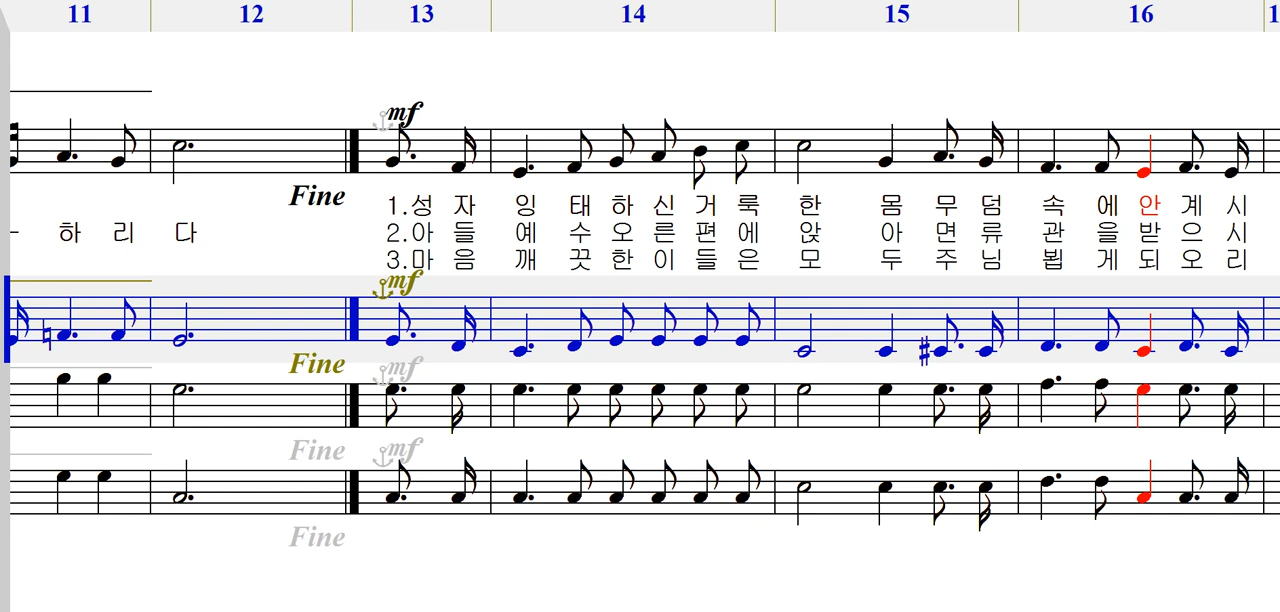 11 12 13 14 15 16
mf
Fine
1.성 자 잉 태 하 신 거 룩 한 몸 무 덤 속 에 안 계 시
- 하 리 다 2.아 들 예 수 오 른 편 에 앉 아 면 류 관 을 받 으 시
3.마 음 깨 끗 한 이 들 은 모 두 주 님 뵙 게 되 오 리
mf
Fine
mf
Fine
mf
Fine